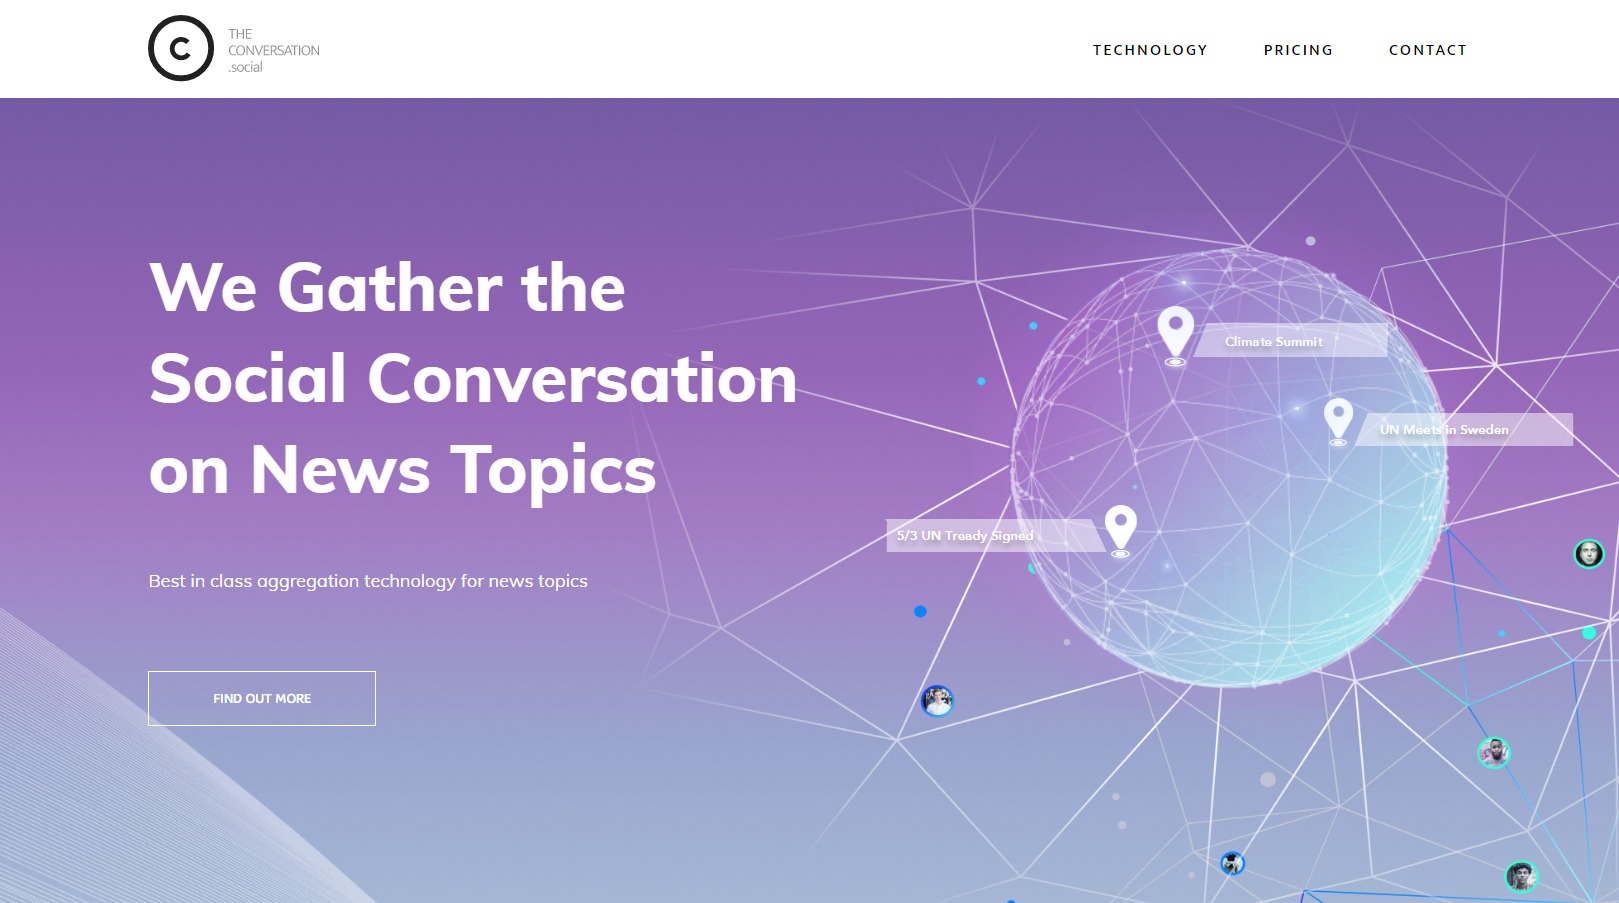 C
THE
CONVERSATION
.social
TECHNOLOGY
PRICING
CONTACT
We Gather the
Social Conversation
on News Topics
Best in class aggregation technology for news topics
FIND OUT MORE
Climate Summit
UN Meets in Sweden
5/3 UN Tready Signed